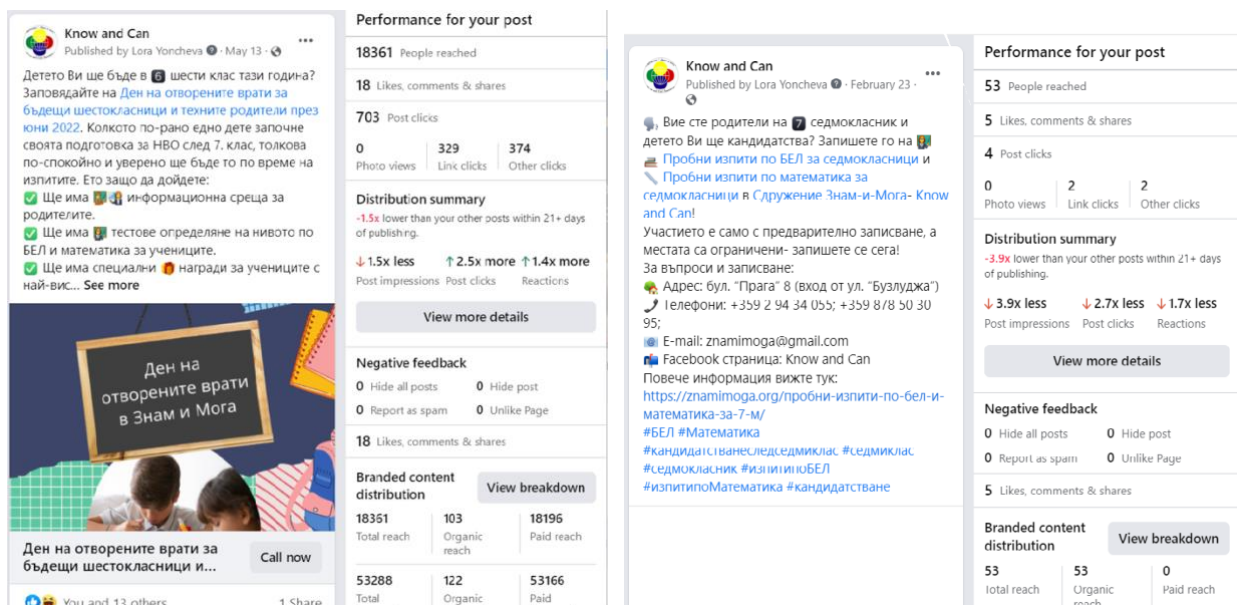 Know and Can
Published by Lora Yoncheva · May 13 ·
Детето Ви ще бъде в 6 шести клас тази година?
Заповядайте на Ден на отворените врати за
бъдещи шестокласници и техните родители през
юни 2022. Колкото по-рано едно дете започне
своята подготовка за НВО след 7. клас, толкова
по-спокойно и уверено ще бъде то по време на
изпитите. Ето защо да дойдете:
✅ Ще има информационна среща за
родителите.
✅ Ще има тестове определяне на нивото по
БЕЛ и математика за учениците.
✅ Ще има специални награди за учениците с
най-вис... See more
Ден на
отворените врати
в Знам и Мога
Ден на отворените врати за
бъдещи шестокласници и...
Call now
You and 13 others
1 Share
Performance for your post
18361 People reached
18 Likes, comments & shares
703 Post clicks
0 329 374
Photo views Link clicks Other clicks
Distribution summary
-1.5x lower than your other posts within 21+ days
of publishing.
↓ 1.5x less ↑ 2.5x more ↑ 1.4x more
Post impressions Post clicks Reactions
View more details
Negative feedback
0 Hide all posts 0 Hide post
0 Report as spam 0 Unlike Page
18 Likes, comments & shares
Branded content
distribution
View breakdown
18361 103 18196
Total reach Organic Paid reach
reach
53288 122 53166
Total Organic Paid
Know and Can
Published by Lora Yoncheva · February 23 ·
Вие сте родители на 7 седмокласник и
детето Ви ще кандидатства? Запишете го на
Пробни изпити по БЕЛ за седмокласници и
Пробни изпити по математика за
седмокласници в Сдружение Знам-и-Мога- Know
and Can!
Участието е само с предварително записване, а
местата са ограничени- запишете се сега!
За въпроси и записване:
Адрес: бул. "Прага" 8 (вход от ул. "Бузлуджа")
Телефони: +359 2 94 34 055; +359 878 50 30
95;
E-mail: znamimoga@gmail.com
Facebook страница: Know and Can
Повече информация вижте тук:
https://znamimoga.org/пробни-изпити-по-бел-и-
математика-за-7-м/
#БЕЛ #Математика
#кандидатстванеследседмиклас #седмиклас
#седмокласник #изпитипоБЕЛ
#изпитипоМатематика #кандидатстване
Performance for your post
53 People reached
5 Likes, comments & shares
4 Post clicks
0 2 2
Photo views Link clicks Other clicks
Distribution summary
-3.9x lower than your other posts within 21+ days
of publishing.
↓ 3.9x less ↓ 2.7x less ↓ 1.7x less
Post impressions Post clicks Reactions
View more details
Negative feedback
0 Hide all posts 0 Hide post
0 Report as spam 0 Unlike Page
5 Likes, comments & shares
Branded content
distribution
View breakdown
53 53 0
Total reach Organic Paid reach
reach